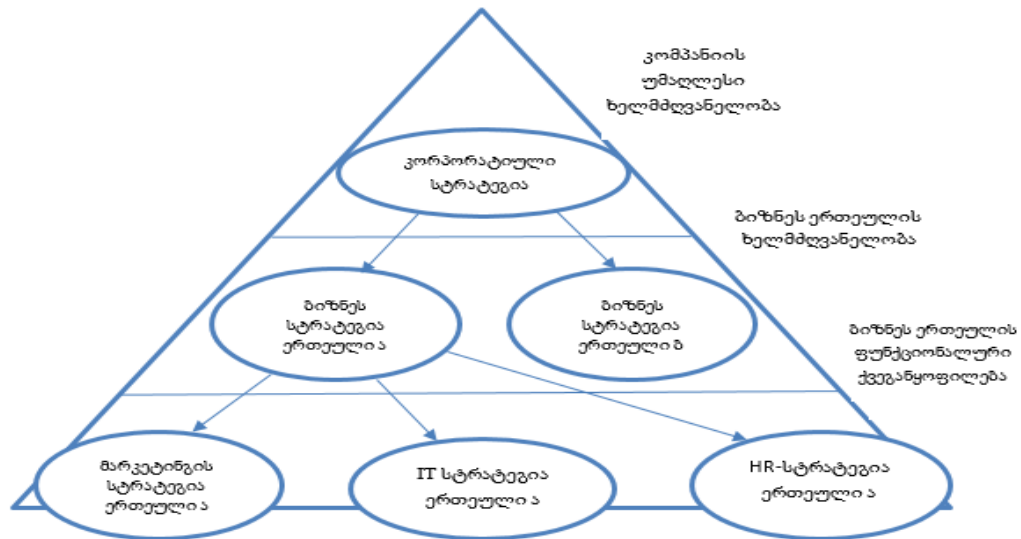 კომპანიის
უმაღლესი
ხელმძღვანელობა
კორპორატიული
სტრატეგია
ბიზნეს ერთეულის
ხელმძღვანელობა
ბიზნეს
სტრატეგია
ერთეული ა
ბიზნეს
სტრატეგია
ერთეული ბ
ბიზნეს ერთეულის
ფუნქციონალური
ქვეგანყოფილება
მარკეტინგის
სტრატეგია
ერთეული ა
IT სტრატეგია
ერთეული ა
HR-სტრატეგია
ერთეული ა